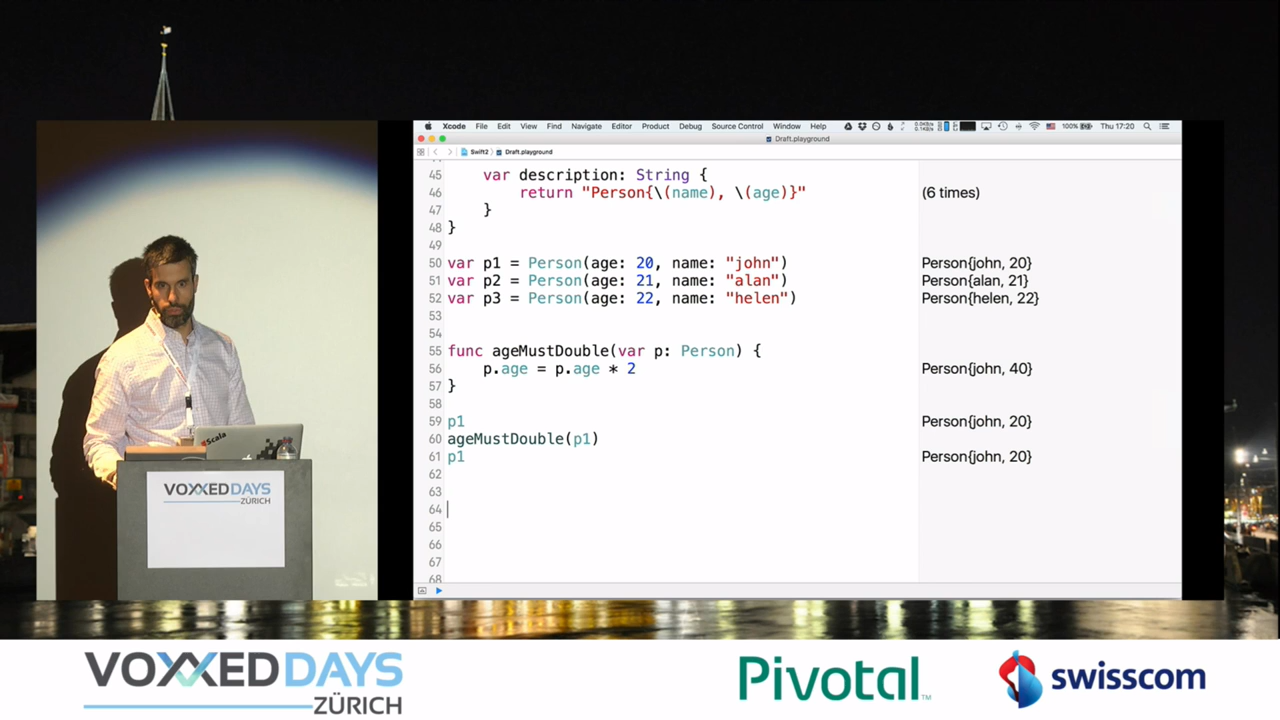 Xcode File Edit View Find Navigate Editor Product Debug Source Control Window Help 100% Thu 17:20
Draft.playground
Swift2 Draft.playground
45 var description: String {
46 return "Person{\(name), \(age)}" (6 times)
47 }
48 }
49
50 var p1 = Person(age: 20, name: "john") Person{john, 20}
51 var p2 = Person(age: 21, name: "alan") Person{alan, 21}
52 var p3 = Person(age: 22, name: "helen") Person{helen, 22}
53
54
55 func ageMustDouble(var p: Person) {
56 p.age = p.age * 2 Person{john, 40}
57 }
58
59 p1 Person{john, 20}
60 ageMustDouble(p1)
61 p1 Person{john, 20}
62
63
64
65
66
67
68
Scala
VOXXED DAYS
ZÜRICH
VOXXED DAYS
ZÜRICH
Pivotal™
swisscom